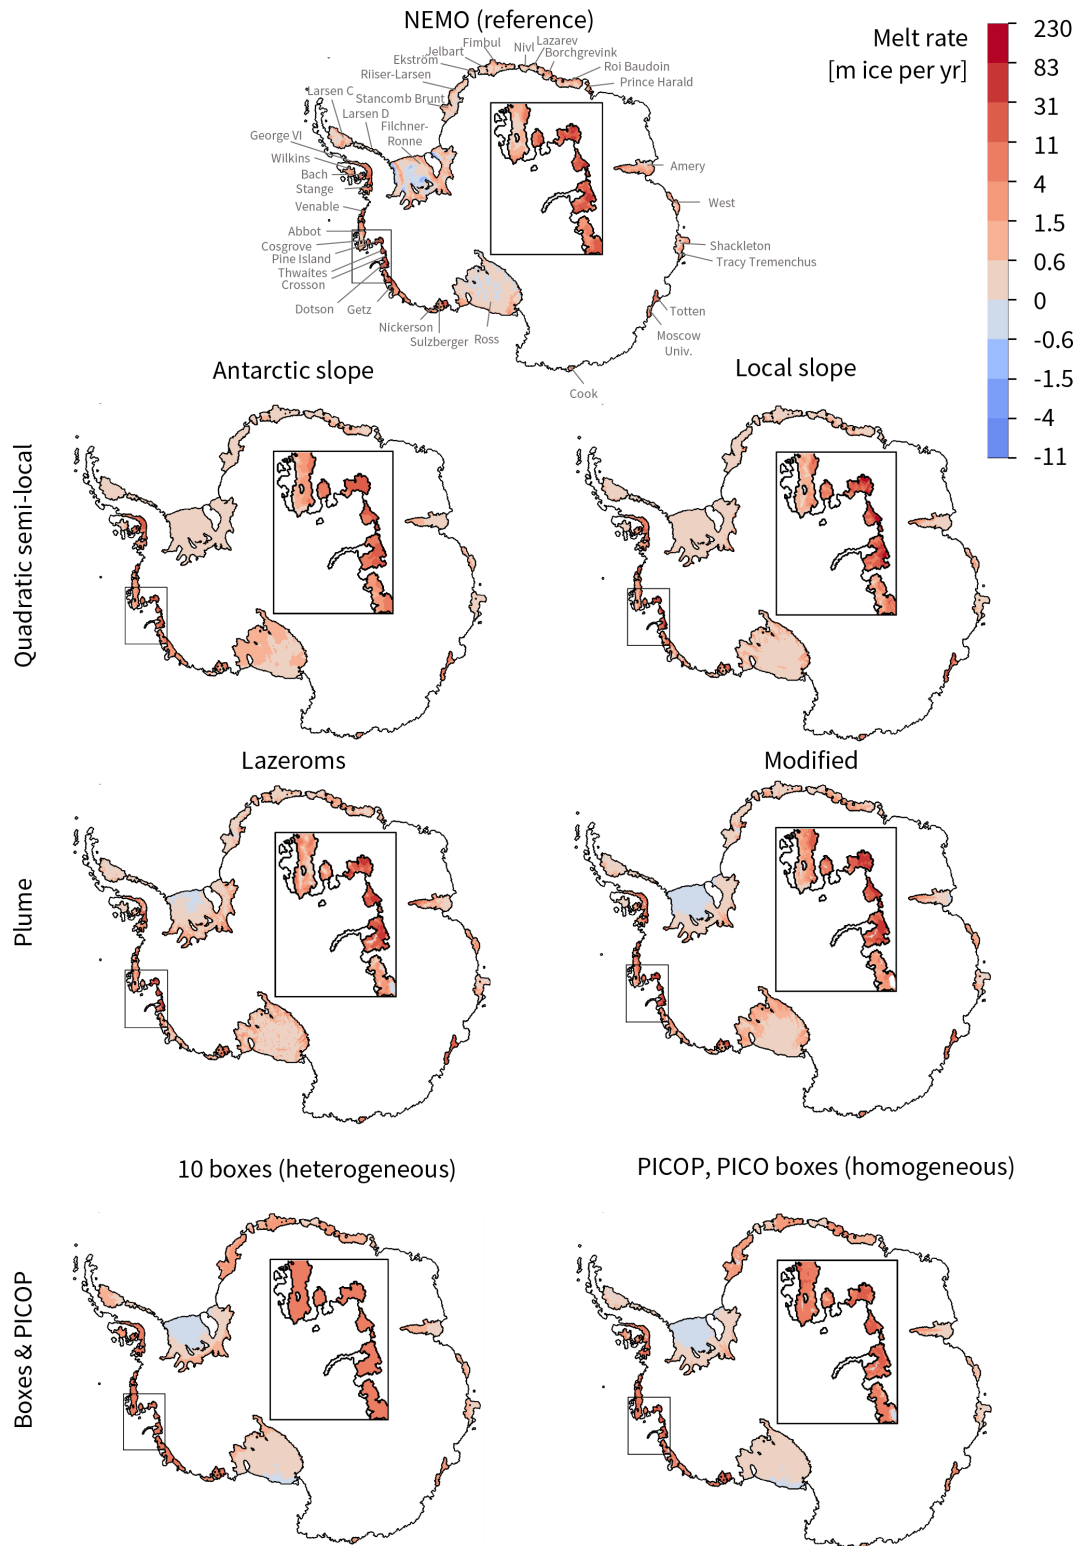 NEMO (reference)
Melt rate
[m ice per yr]
230
83
31
11
4
1.5
0.6
0
-0.6
-1.5
-4
-11
Fimbul
Jelbart
Ekström
Riiser-Larsen
Stancomb Brunt
Nivl
Lazarev
Borchgrevink
Roi Baudoin
Prince Harald
Larsen C
Larsen D
Filchner-
Ronne
George VI
Wilkins
Bach
Stange
Venable
Abbot
Cosgrove
Pine Island
Thwaites
Crosson
Dotson
Getz
Nickerson
Sulzberger
Ross
Amery
West
Shackleton
Tracy Tremenchus
Totten
Moscow
Univ.
Cook
Quadratic semi-local
Antarctic slope
Local slope
Plume
Lazeroms
Modified
Boxes & PICOP
10 boxes (heterogeneous)
PICOP, PICO boxes (homogeneous)